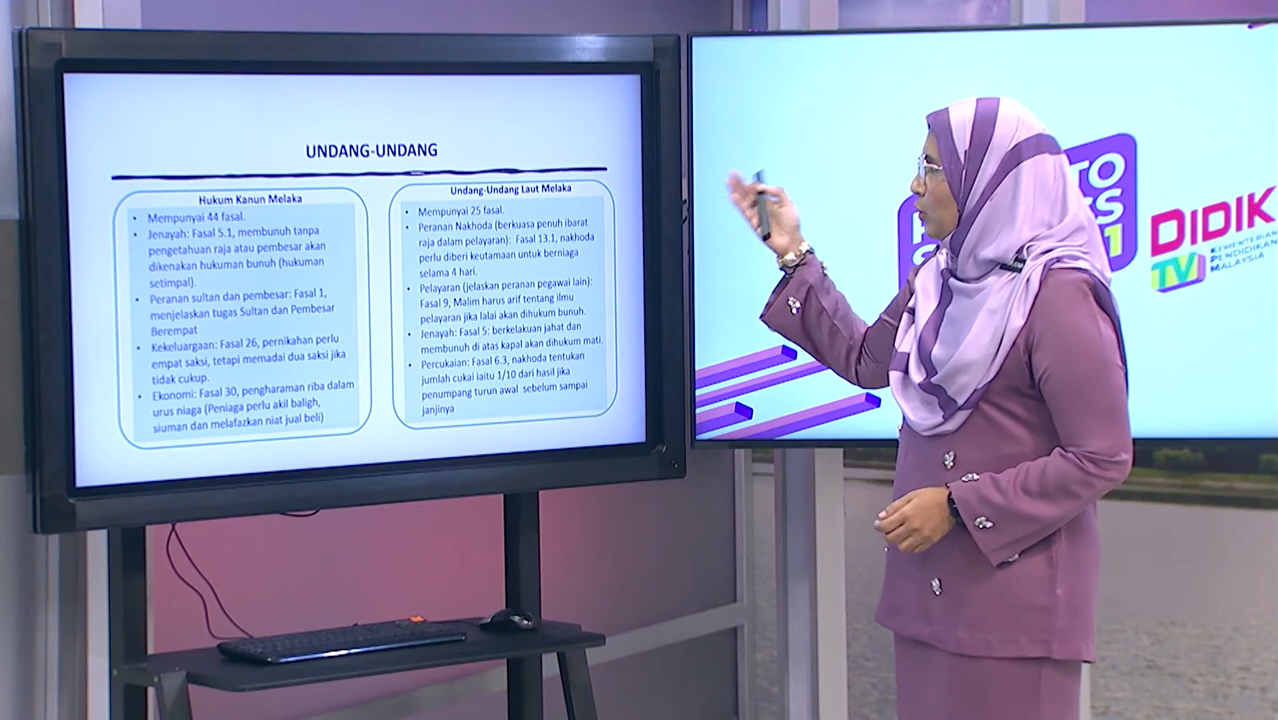 UNDANG-UNDANG
Hukum Kanun Melaka
• Mempunyai 44 fasal.
• Jenayah: Fasal 5.1, membunuh tanpa
pengetahuan raja atau pembesar akan
dikenakan hukuman bunuh (hukuman
setimpal).
• Peranan sultan dan pembesar: Fasal 1,
menjelaskan tugas Sultan dan Pembesar
Berempat
• Kekeluargaan: Fasal 26, pernikahan perlu
empat saksi, tetapi memadai dua saksi jika
tidak cukup.
• Ekonomi: Fasal 30, pengharaman riba dalam
urus niaga (Peniaga perlu akil baligh,
siuman dan melafazkan niat jual beli)
Undang-Undang Laut Melaka
• Mempunyai 25 fasal.
• Peranan Nakhoda (berkuasa penuh ibarat
raja dalam pelayaran): Fasal 13.1, nakhoda
perlu diberi keutamaan untuk berniaga
selama 4 hari.
• Pelayaran (jelaskan peranan pegawai lain):
Fasal 9, Malim harus arif tentang ilmu
pelayaran jika lalai akan dihukum bunuh.
• Jenayah: Fasal 5: berkelakuan jahat dan
membunuh di atas kapal akan dihukum mati.
• Percukaian: Fasal 6.3, nakhoda tentukan
jumlah cukai iaitu 1/10 dari hasil jika
penumpang turun awal sebelum sampai
janjinya
DIDIK
TV
KEMENTERIAN
PENDIDIKAN
MALAYSIA